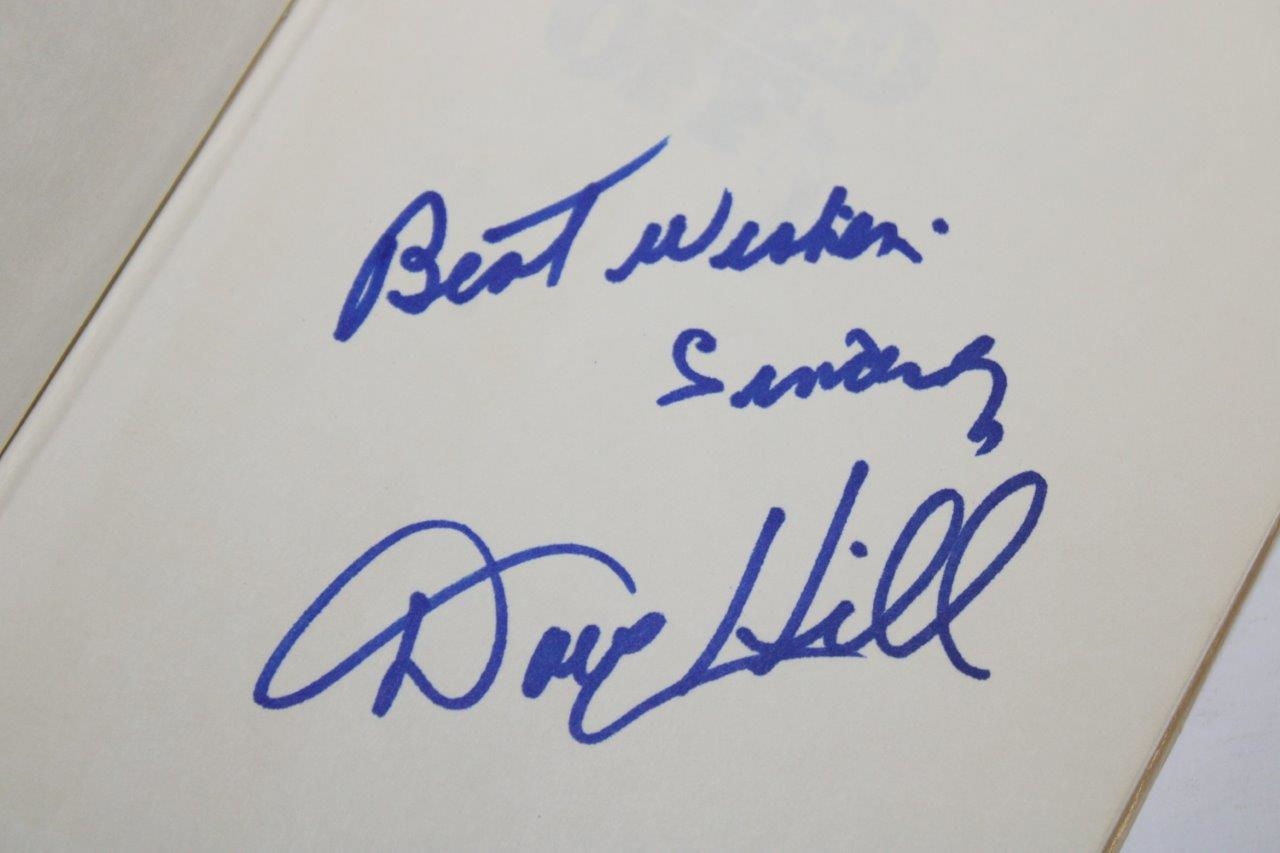 Best Wishes.
Sincerely
Dave Hill